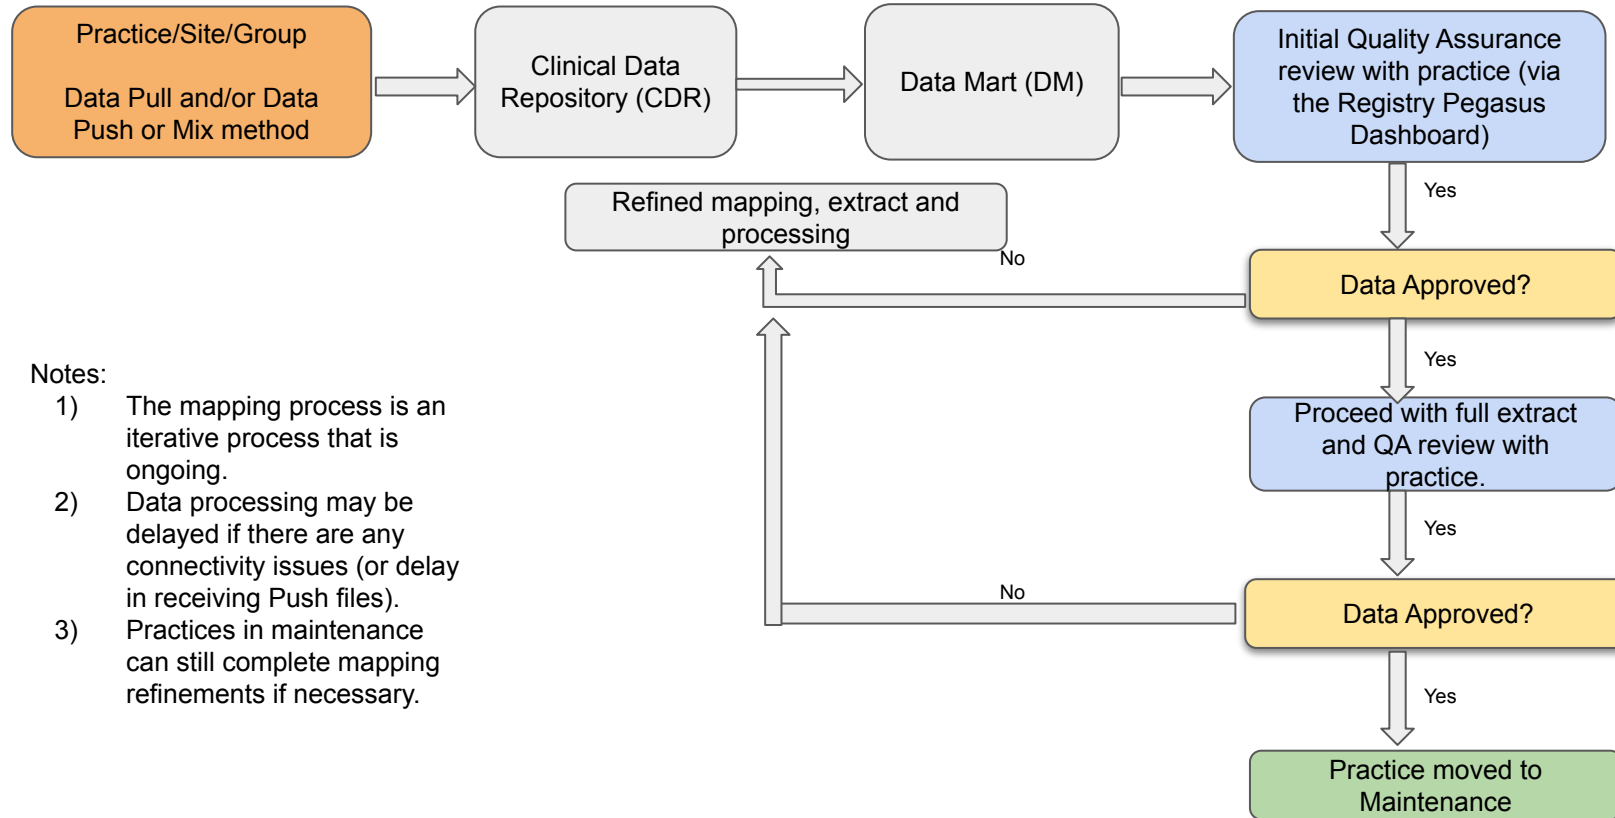 Practice/Site/Group
Data Pull and/or Data
Push or Mix method
Clinical Data
Repository (CDR)
Data Mart (DM)
Initial Quality Assurance
review with practice (via
the Registry Pegasus
Dashboard)
Yes
Refined mapping, extract and
processing
No
Data Approved?
Yes
Notes:
1) The mapping process is an
iterative process that is
ongoing.
2) Data processing may be
delayed if there are any
connectivity issues (or delay
in receiving Push files).
3) Practices in maintenance
can still complete mapping
refinements if necessary.
Proceed with full extract
and QA review with
practice.
Yes
No
Data Approved?
Yes
Practice moved to
Maintenance